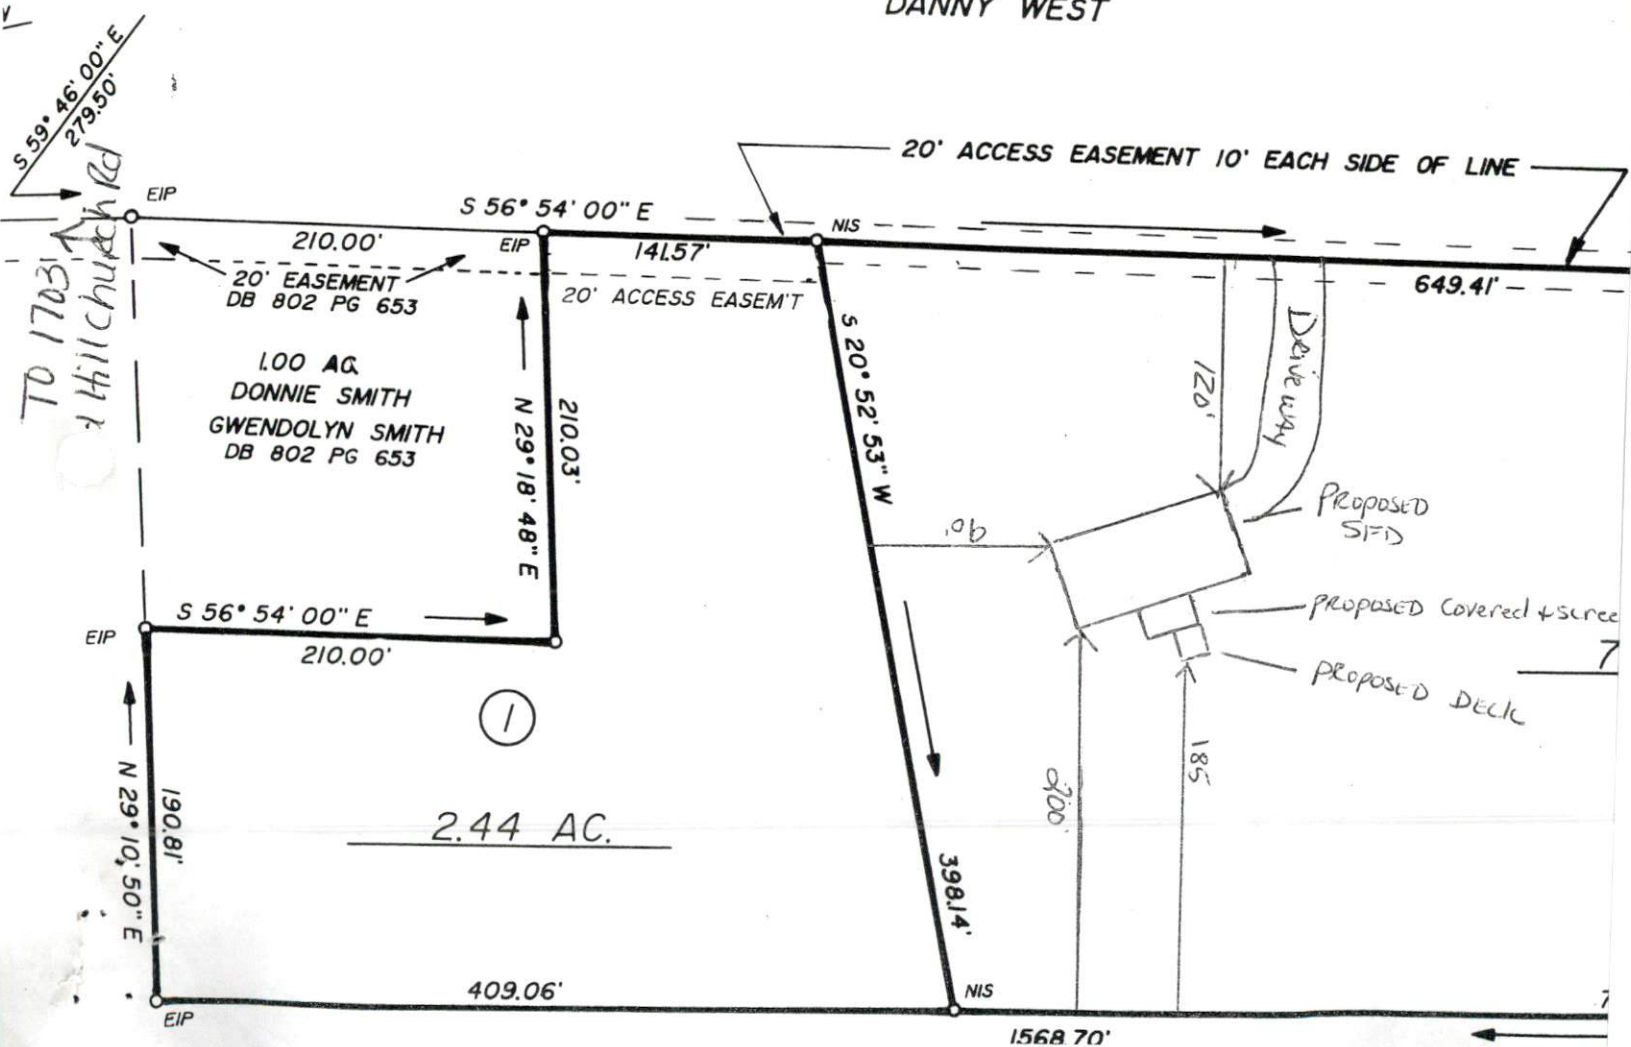 DANNY WEST
S 59° 46' 00" E
279.50'
20' ACCESS EASEMENT 10' EACH SIDE OF LINE
EIP
S 56° 54' 00" E
NIS
210.00'
EIP
141.57'
649.41'
20' EASEMENT
DB 802 PG 653
20' ACCESS EASEM'T
TO 1703
Hillchurch Rd
1.00 AC.
DONNIE SMITH
GWENDOLYN SMITH
DB 802 PG 653
N 29° 18' 48" E
210.03'
S 20° 52' 53" W
120'
Driveway
90'
PROPOSED
SFD
PROPOSED Covered + scree
PROPOSED DECK
7
S 56° 54' 00" E
EIP
210.00'
1
200'
185
N 29° 10' 50" E
190.81'
2.44 AC.
398.14'
409.06'
NIS
EIP
1568.70'